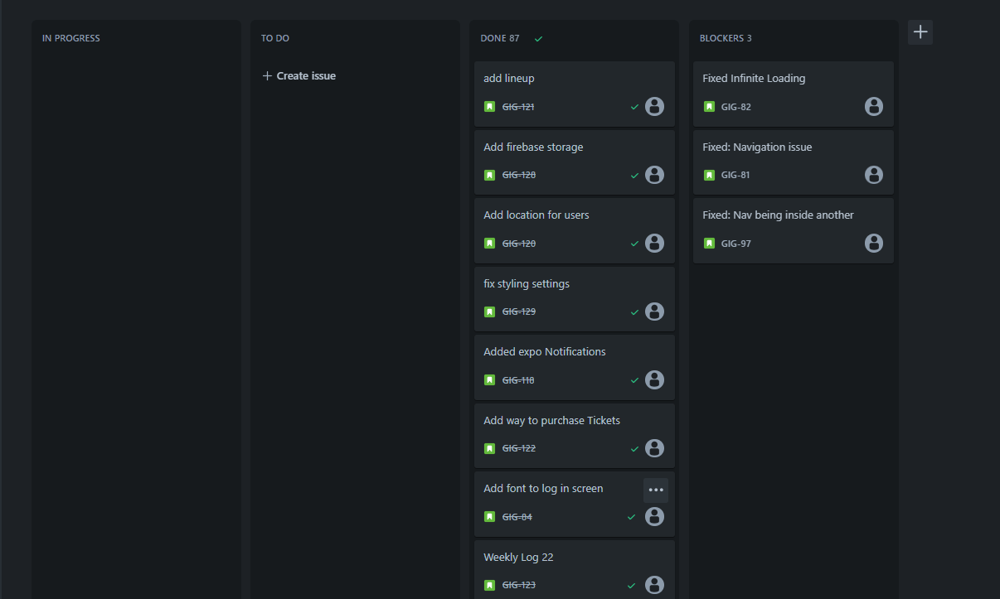 IN PROGRESS
TO DO
+ Create issue
DONE 87
add lineup
GIG-121
Add firebase storage
GIG-128
Add location for users
GIG-120
fix styling settings
GIG-129
Added expo Notifications
GIG-118
Add way to purchase Tickets
GIG-122
Add font to log in screen
GIG-84
Weekly Log 22
GIG-123
BLOCKERS 3
Fixed Infinite Loading
GIG-82
Fixed: Navigation issue
GIG-81
Fixed: Nav being inside another
GIG-97